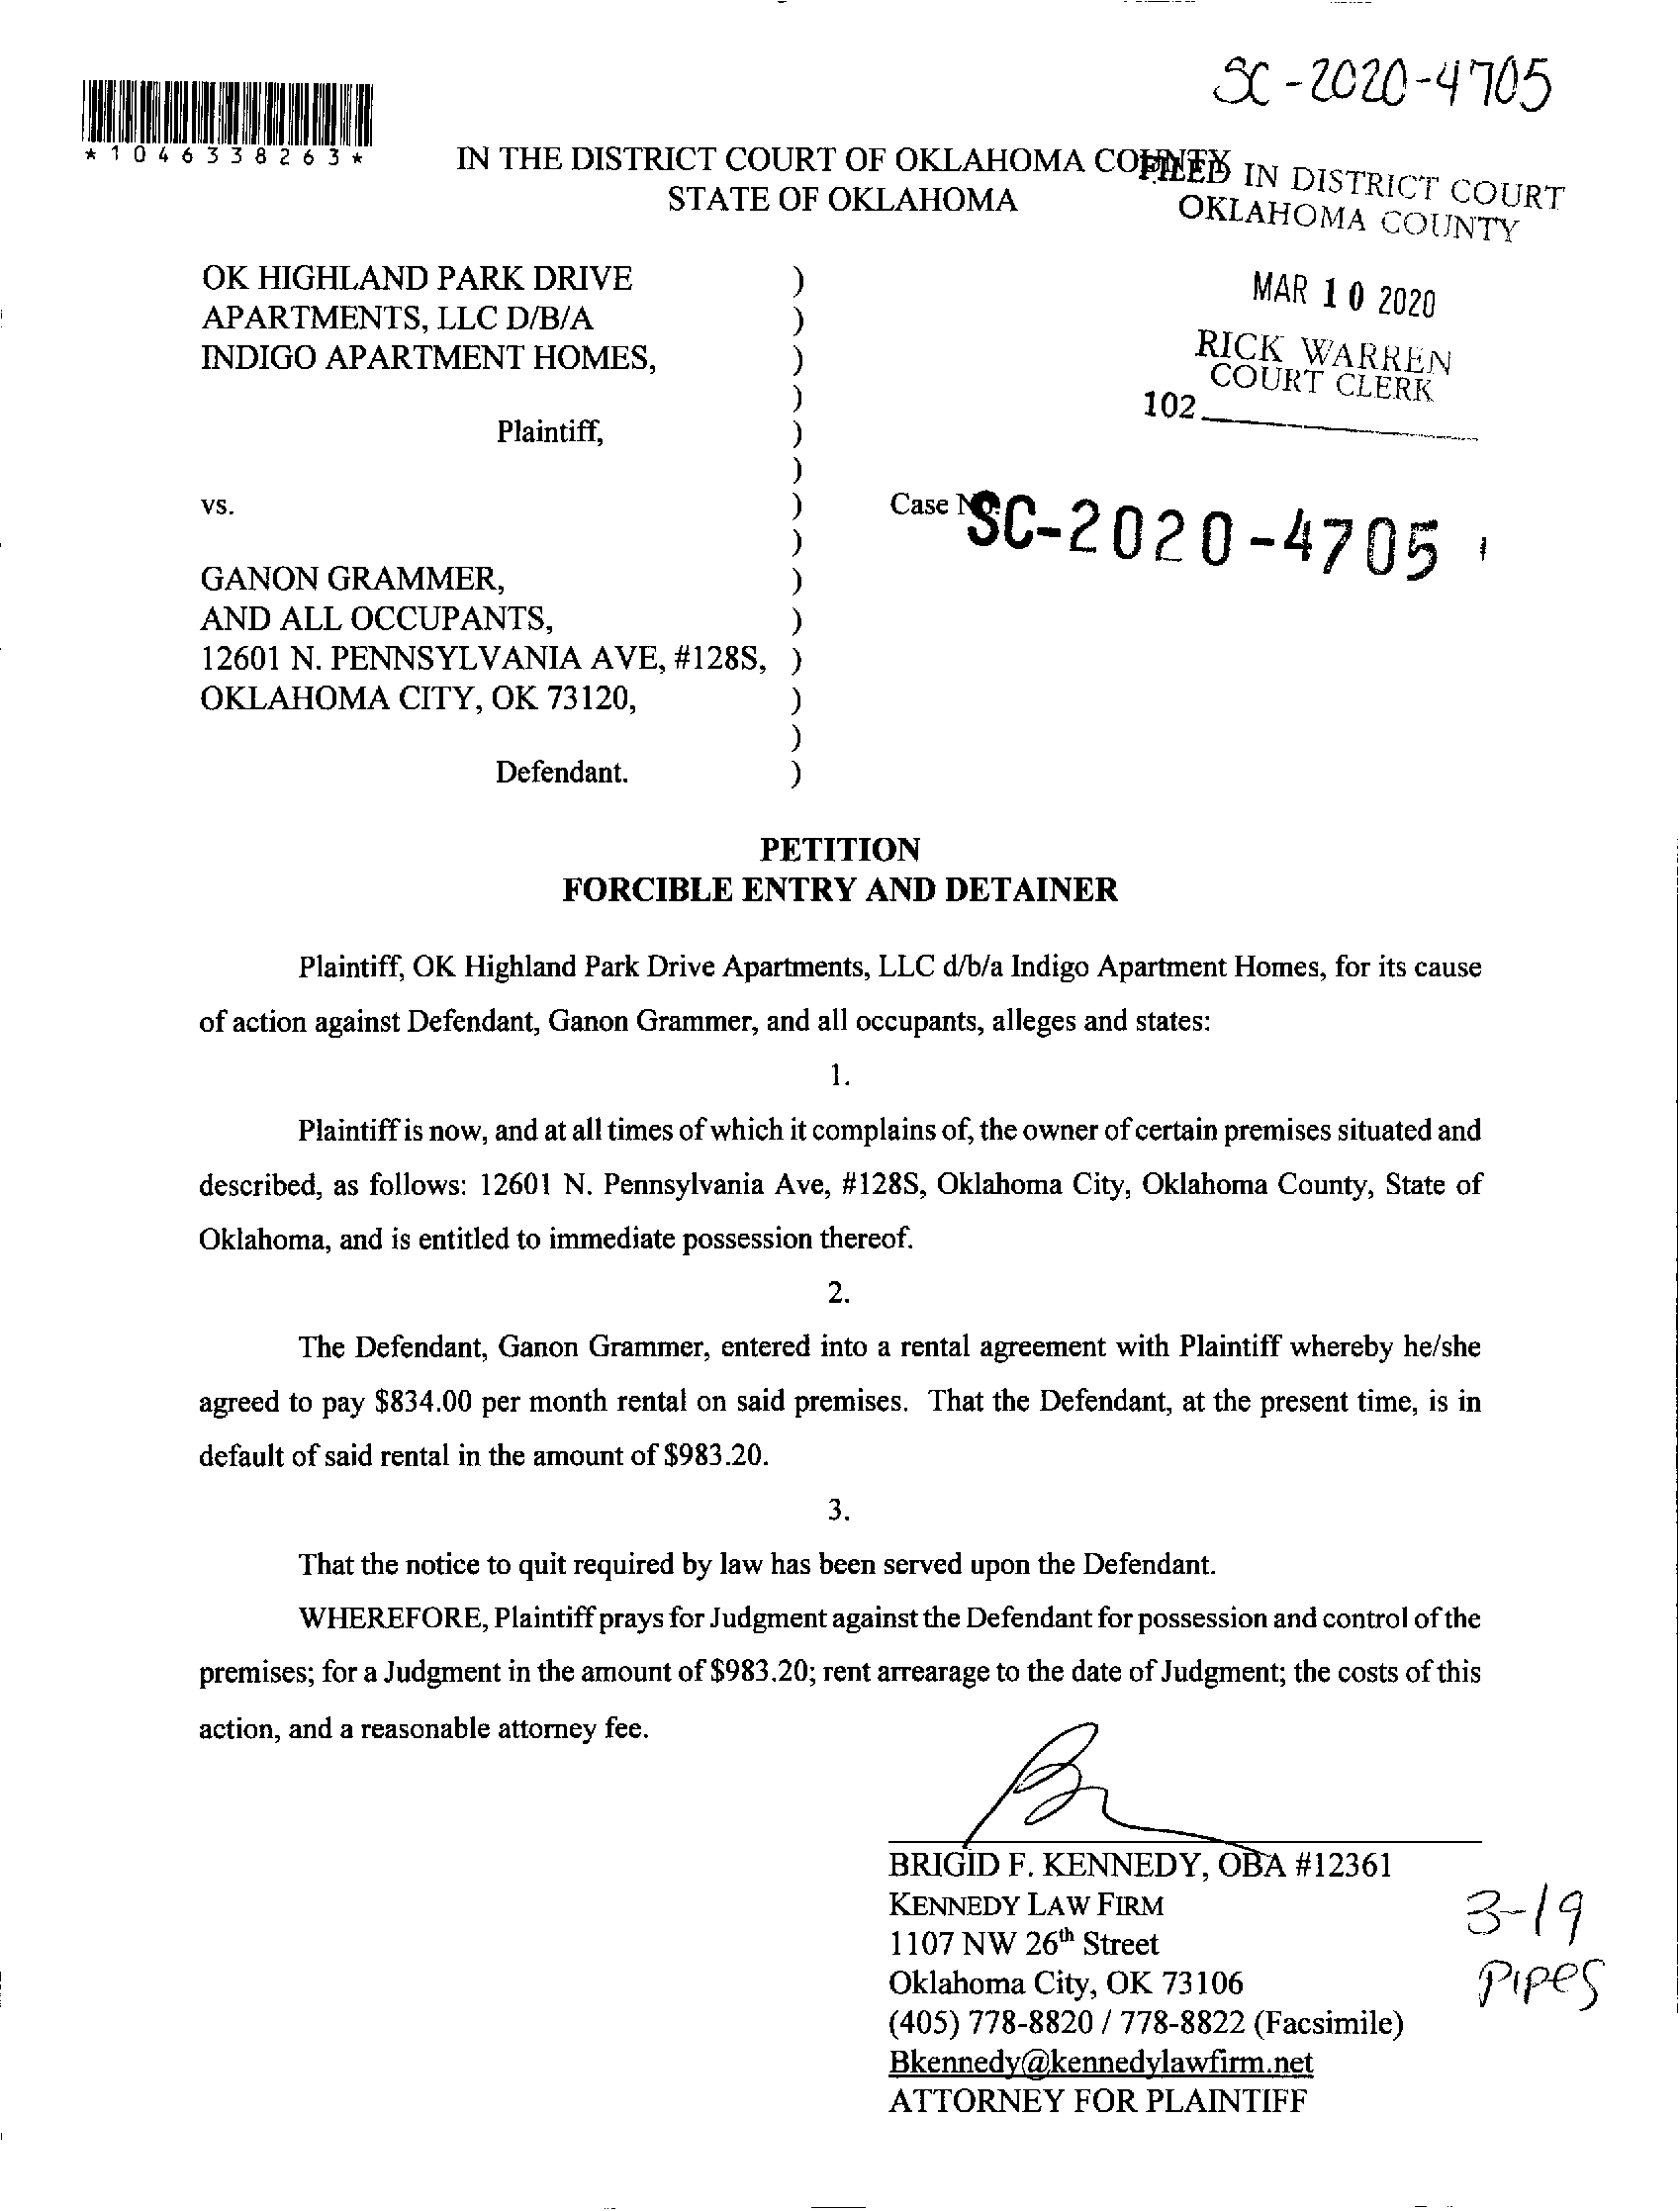 SC-2020-4705
*1046338263*
IN THE DISTRICT COURT OF OKLAHOMA COUNTY
STATE OF OKLAHOMA
FILED IN DISTRICT COURT
OKLAHOMA COUNTY
MAR 10 2020
RICK WARREN
COURT CLERK
102
OK HIGHLAND PARK DRIVE )
APARTMENTS, LLC D/B/A )
INDIGO APARTMENT HOMES, )
)
Plaintiff, )
)
vs. ) Case No. SC-2020-4705
)
GANON GRAMMER, )
AND ALL OCCUPANTS, )
12601 N. PENNSYLVANIA AVE, #128S, )
OKLAHOMA CITY, OK 73120, )
)
Defendant. )
PETITION
FORCIBLE ENTRY AND DETAINER
Plaintiff, OK Highland Park Drive Apartments, LLC d/b/a Indigo Apartment Homes, for its cause
of action against Defendant, Ganon Grammer, and all occupants, alleges and states:
1.
Plaintiff is now, and at all times of which it complains of, the owner of certain premises situated and
described, as follows: 12601 N. Pennsylvania Ave, #128S, Oklahoma City, Oklahoma County, State of
Oklahoma, and is entitled to immediate possession thereof.
2.
The Defendant, Ganon Grammer, entered into a rental agreement with Plaintiff whereby he/she
agreed to pay $834.00 per month rental on said premises. That the Defendant, at the present time, is in
default of said rental in the amount of $983.20.
3.
That the notice to quit required by law has been served upon the Defendant.
WHEREFORE, Plaintiff prays for Judgment against the Defendant for possession and control of the
premises; for a Judgment in the amount of $983.20; rent arrearage to the date of Judgment; the costs of this
action, and a reasonable attorney fee.
BRIGID F. KENNEDY, OBA #12361
KENNEDY LAW FIRM
1107 NW 26th Street
Oklahoma City, OK 73106
(405) 778-8820 / 778-8822 (Facsimile)
Bkennedy@kennedylawfirm.net
ATTORNEY FOR PLAINTIFF
3-19
Pipes